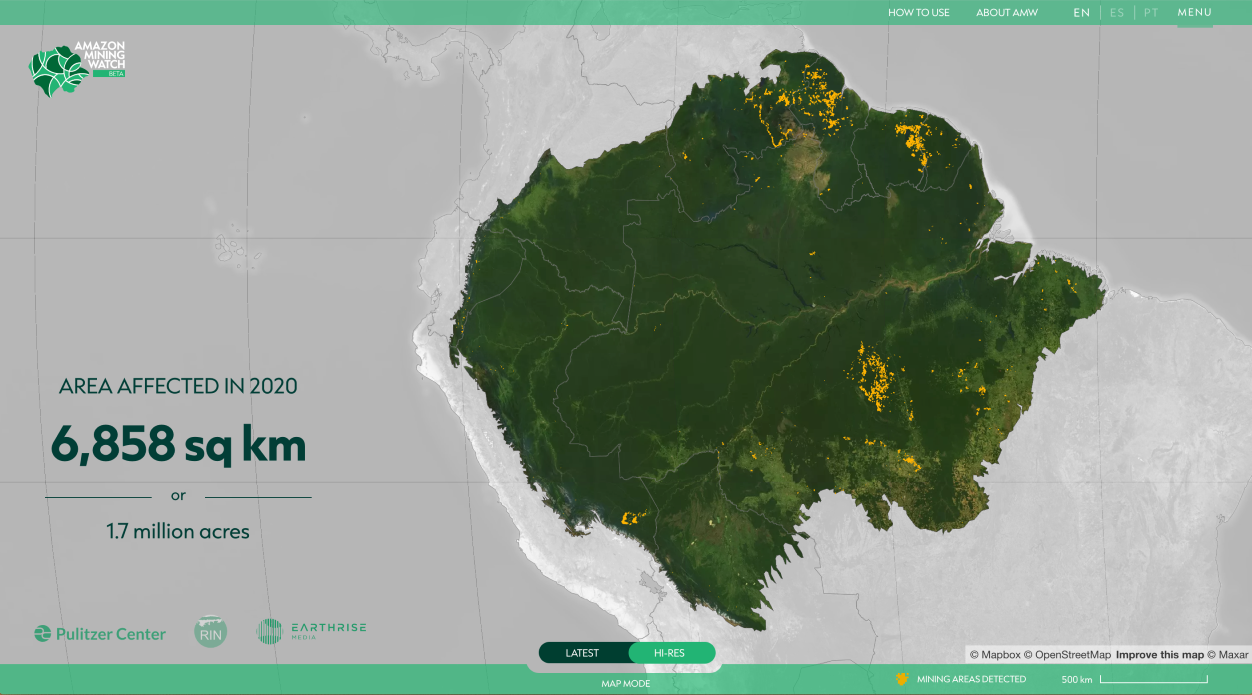 HOW TO USE
ABOUT AMW
EN
ES
PT
MENU
AMAZON
MINING
WATCH
BETA
AREA AFFECTED IN 2020
6,858 sq km
or
1.7 million acres
Pulitzer Center
RIN
EARTHRISE
MEDIA
LATEST
HI-RES
MAP MODE
© Mapbox © OpenStreetMap Improve this map © Maxar
MINING AREAS DETECTED
500 km